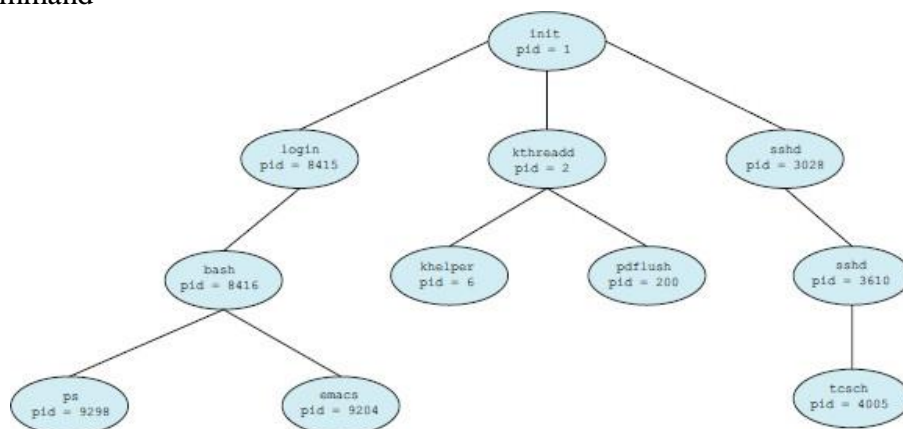 init
pid = 1
login
pid = 8415
kthreadd
pid = 2
sshd
pid = 3028
bash
pid = 8416
khelper
pid = 6
pdflush
pid = 200
sshd
pid = 3610
ps
pid = 9298
emacs
pid = 9204
tcsch
pid = 4005